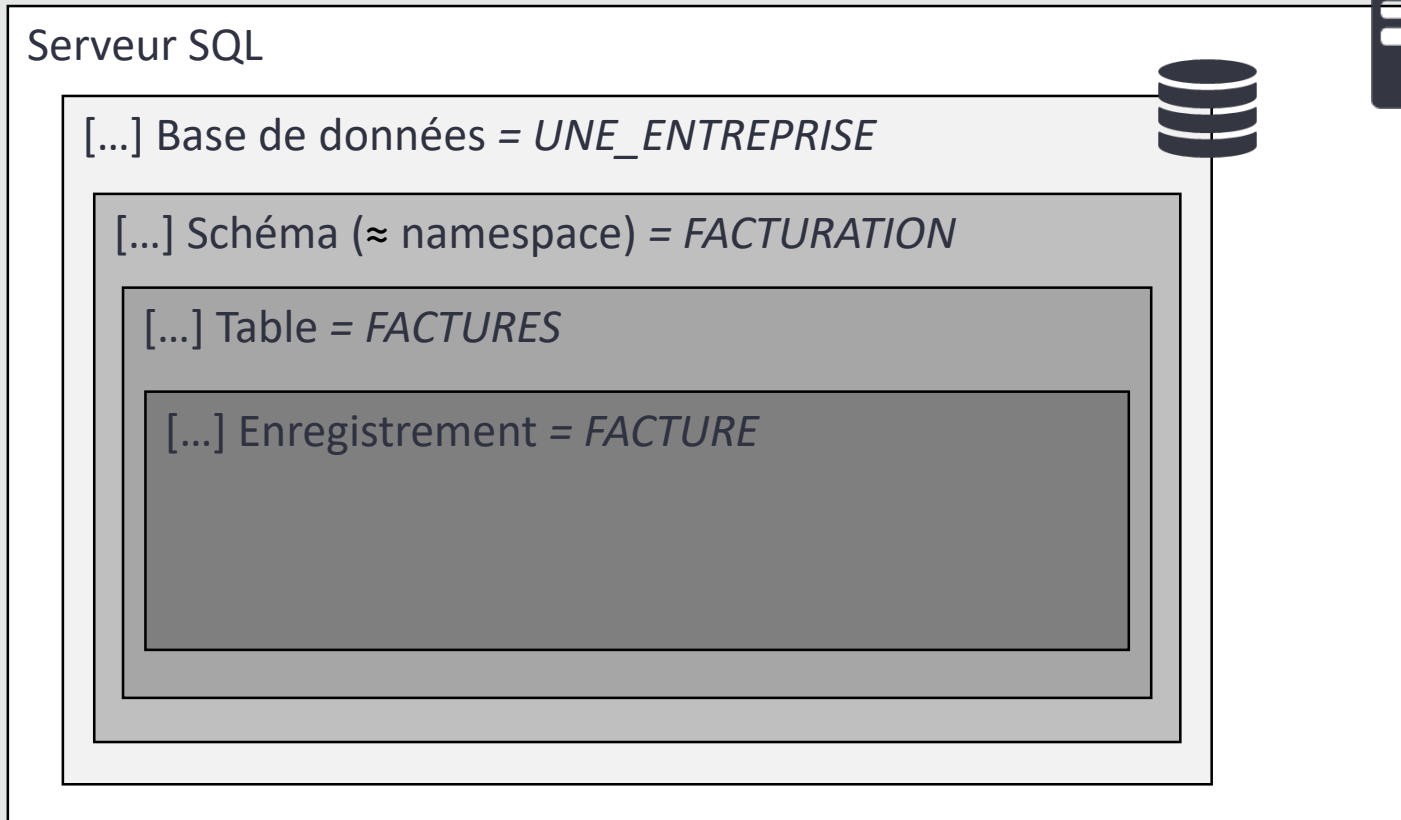 Serveur SQL
[…] Base de données = UNE_ENTREPRISE
[…] Schéma (≈ namespace) = FACTURATION
[…] Table = FACTURES
[…] Enregistrement = FACTURE